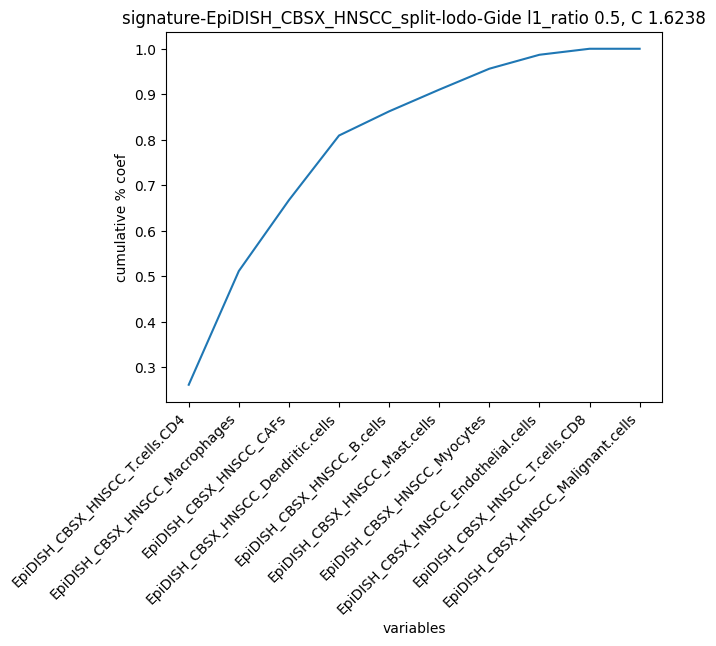 signature-EpiDISH_CBSX_HNSCC_split-lodo-Gide l1_ratio 0.5, C 1.6238
1.0
0.9
0.8
0.7
0.6
0.5
0.4
0.3
cumulative % coef
EpiDISH_CBSX_HNSCC_T.cells.CD4
EpiDISH_CBSX_HNSCC_Macrophages
EpiDISH_CBSX_HNSCC_CAFs
EpiDISH_CBSX_HNSCC_Dendritic.cells
EpiDISH_CBSX_HNSCC_B.cells
EpiDISH_CBSX_HNSCC_Mast.cells
EpiDISH_CBSX_HNSCC_Myocytes
EpiDISH_CBSX_HNSCC_Endothelial.cells
EpiDISH_CBSX_HNSCC_T.cells.CD8
EpiDISH_CBSX_HNSCC_Malignant.cells
variables